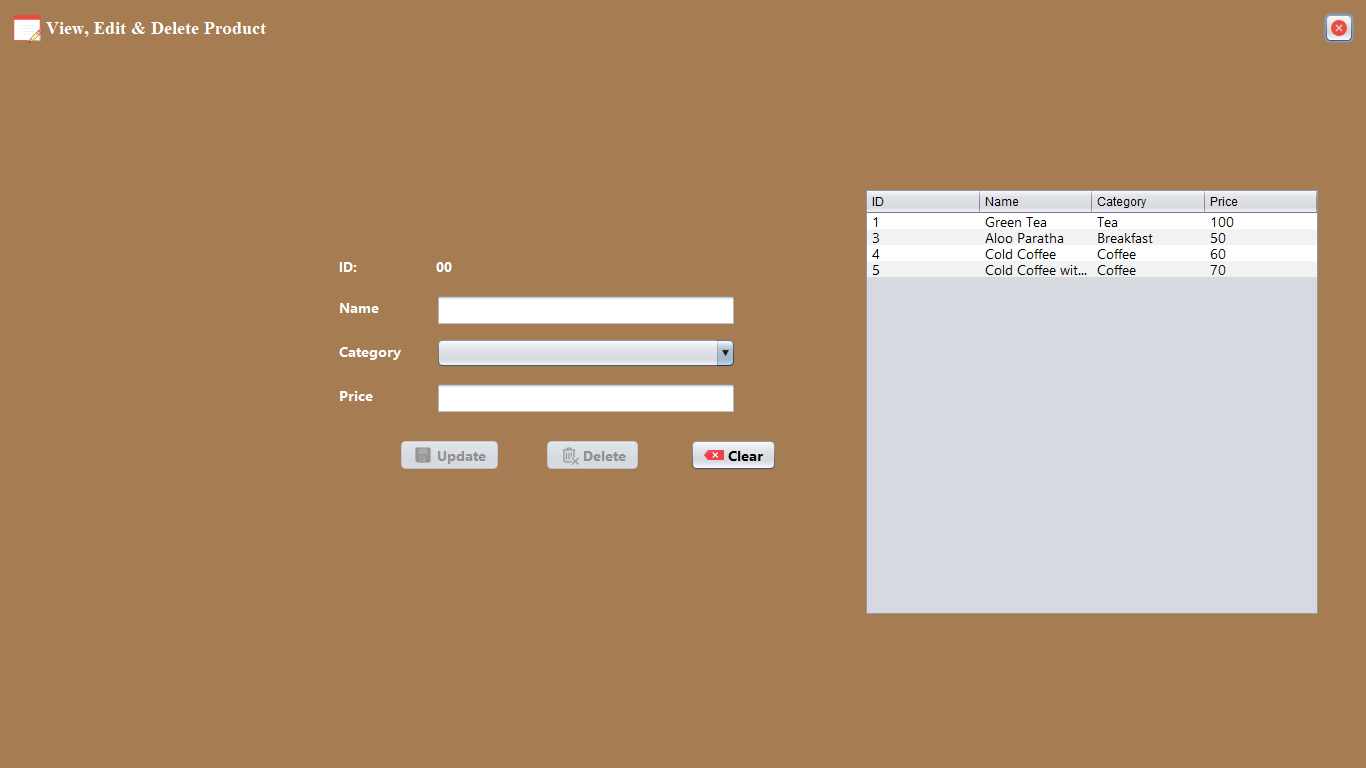 View, Edit & Delete Product
ID: 00
Name
Category
Price
Update Delete Clear
ID Name Category Price
1 Green Tea Tea 100
3 Aloo Paratha Breakfast 50
4 Cold Coffee Coffee 60
5 Cold Coffee wit... Coffee 70